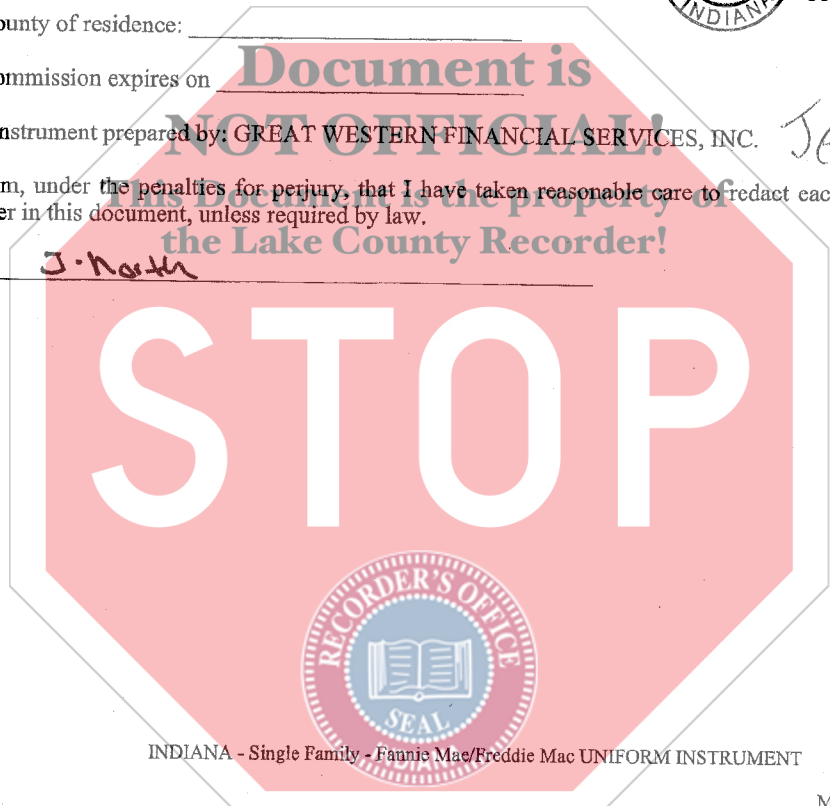 INDIANA
ounty of residence:
Document is
ommission expires on
nstrument prepared by: GREAT WESTERN FINANCIAL SERVICES, INC.
NOT OFFICIAL!
m, under the penalties for perjury, that I have taken reasonable care to redact eac
This Document is the property of
er in this document, unless required by law.
the Lake County Recorder!
J. North
STOP
RECORDER'S OFFICE
SEAL
INDIANA
INDIANA - Single Family - Fannie Mae/Freddie Mac UNIFORM INSTRUMENT
M